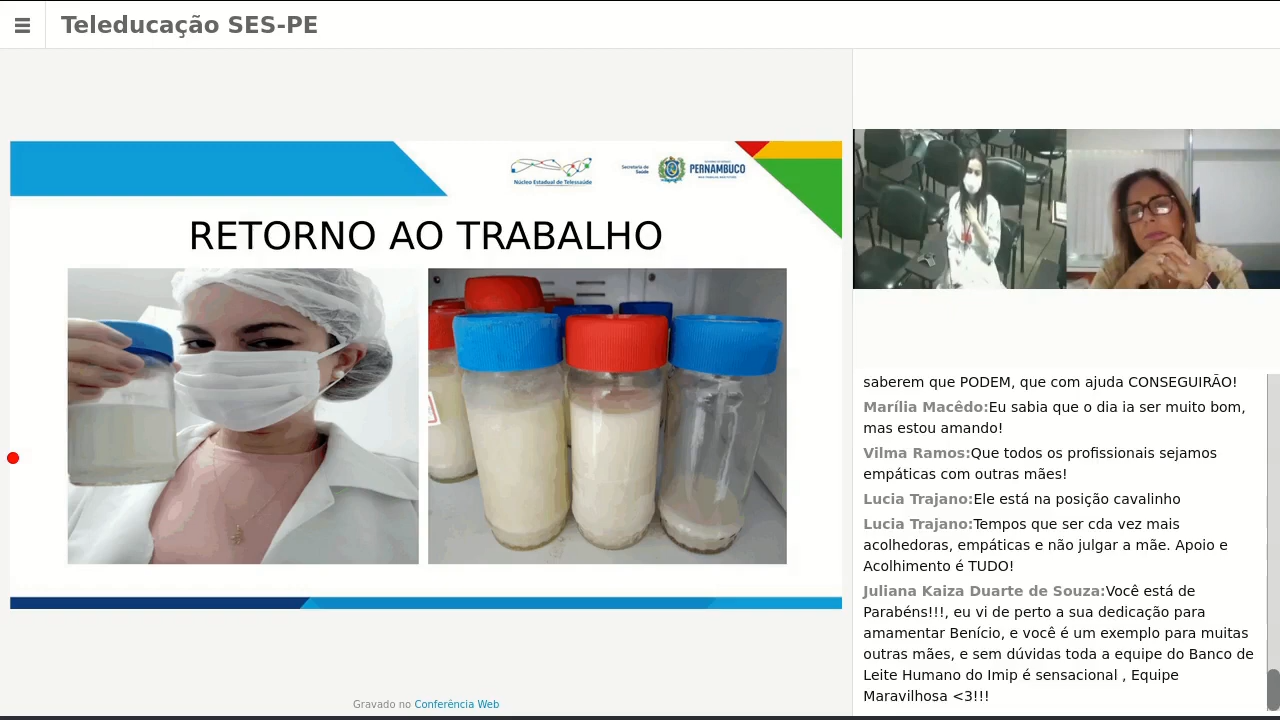 Teleducação SES-PE
Núcleo Estadual de Telessaúde
Secretaria de
Saúde
PERNAMBUCO
RETORNO AO TRABALHO
saberem que PODEM, que com ajuda CONSEGUIRÃO!
Marília Macêdo:Eu sabia que o dia ia ser muito bom,
mas estou amando!
Vilma Ramos:Que todos os profissionais sejamos
empáticas com outras mães!
Lucia Trajano:Ele está na posição cavalinho
Lucia Trajano:Tempos que ser cda vez mais
acolhedoras, empáticas e não julgar a mãe. Apoio e
Acolhimento é TUDO!
Juliana Kaiza Duarte de Souza:Você está de
Parabéns!!!, eu vi de perto a sua dedicação para
amamentar Benício, e você é um exemplo para muitas
outras mães, e sem dúvidas toda a equipe do Banco de
Leite Humano do Imip é sensacional , Equipe
Maravilhosa <3!!!
Gravado no Conferência Web